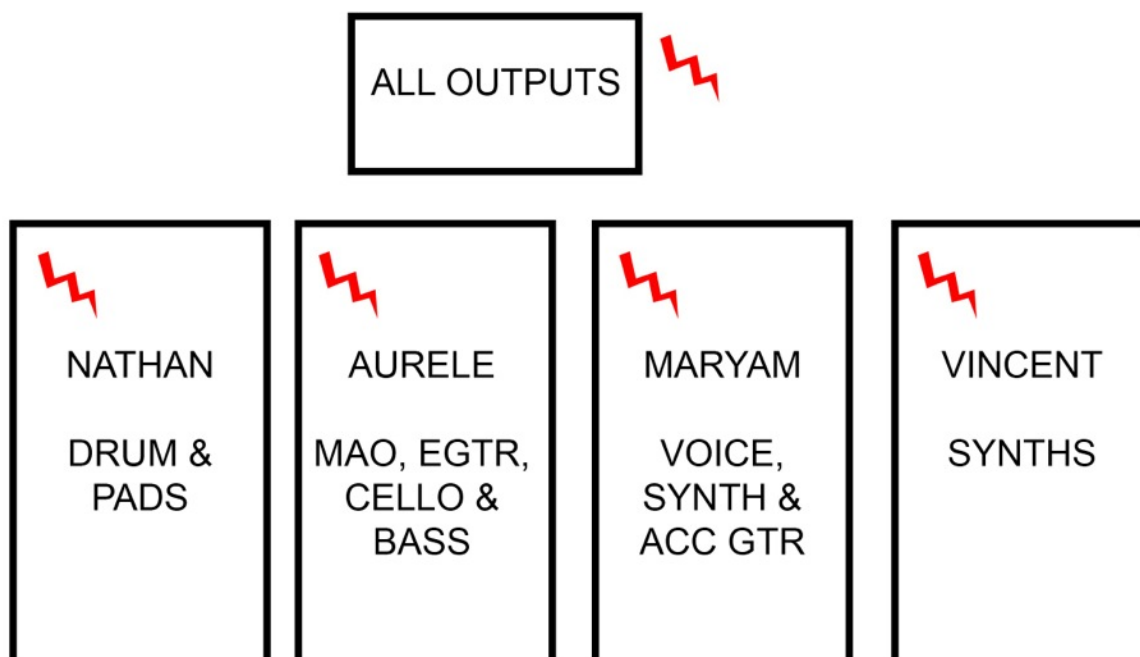 ALL OUTPUTS
NATHAN
DRUM &
PADS
AURELE
MAO, EGTR,
CELLO &
BASS
MARYAM
VOICE,
SYNTH &
ACC GTR
VINCENT
SYNTHS